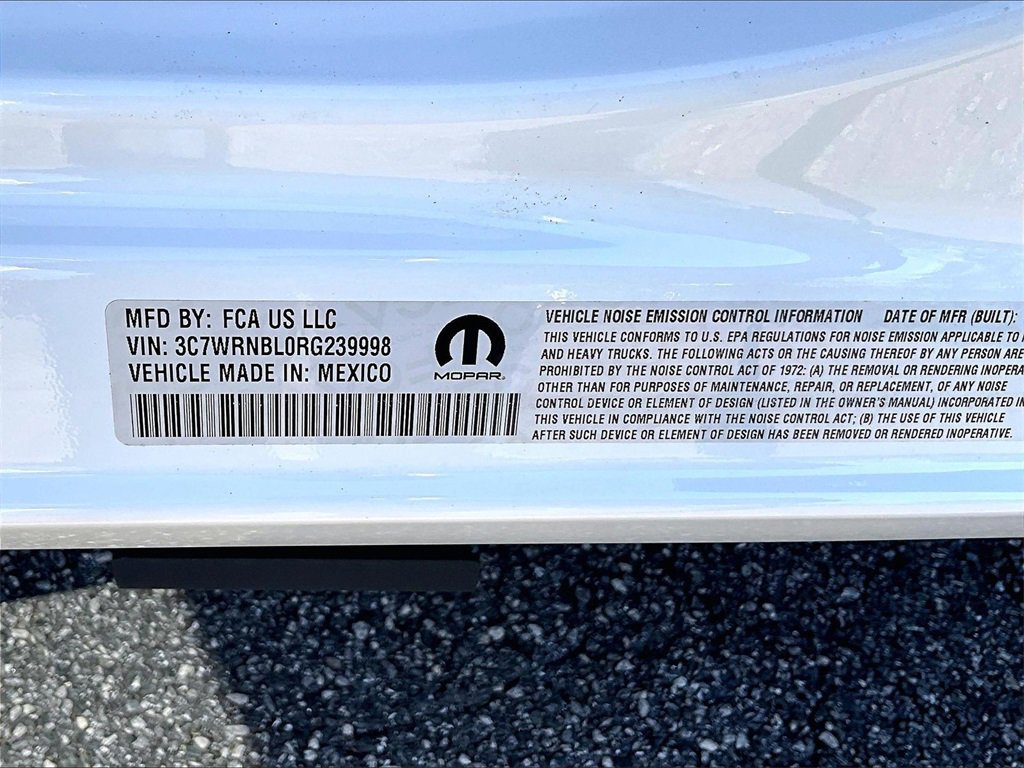 MFD BY: FCA US LLC
VIN: 3C7WRNBL0RG239998
VEHICLE MADE IN: MEXICO
MOPAR
VEHICLE NOISE EMISSION CONTROL INFORMATION DATE OF MFR (BUILT):
THIS VEHICLE CONFORMS TO U.S. EPA REGULATIONS FOR NOISE EMISSION APPLICABLE TO
AND HEAVY TRUCKS. THE FOLLOWING ACTS OR THE CAUSING THEREOF BY ANY PERSON ARE
PROHIBITED BY THE NOISE CONTROL ACT OF 1972: (A) THE REMOVAL OR RENDERING
OTHER THAN FOR PURPOSES OF MAINTENANCE, REPAIR, OR REPLACEMENT, OF ANY NOISE
CONTROL DEVICE OR ELEMENT OF DESIGN (LISTED IN THE OWNER'S MANUAL) INCORPORATED IN
THIS VEHICLE IN COMPLIANCE WITH THE NOISE CONTROL ACT; (B) THE USE OF THIS VEHICLE
AFTER SUCH DEVICE OR ELEMENT OF DESIGN HAS BEEN REMOVED OR RENDERED INOPERATIVE.